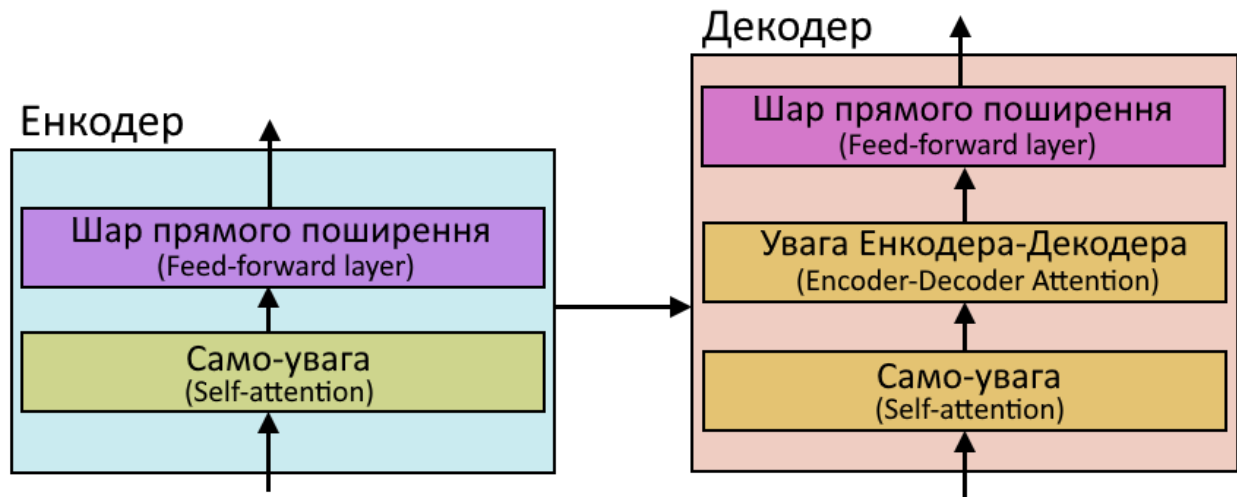 Енкодер
Шар прямого поширення
(Feed-forward layer)
Само-увага
(Self-attention)
Декодер
Шар прямого поширення
(Feed-forward layer)
Увага Енкодера-Декодера
(Encoder-Decoder Attention)
Само-увага
(Self-attention)